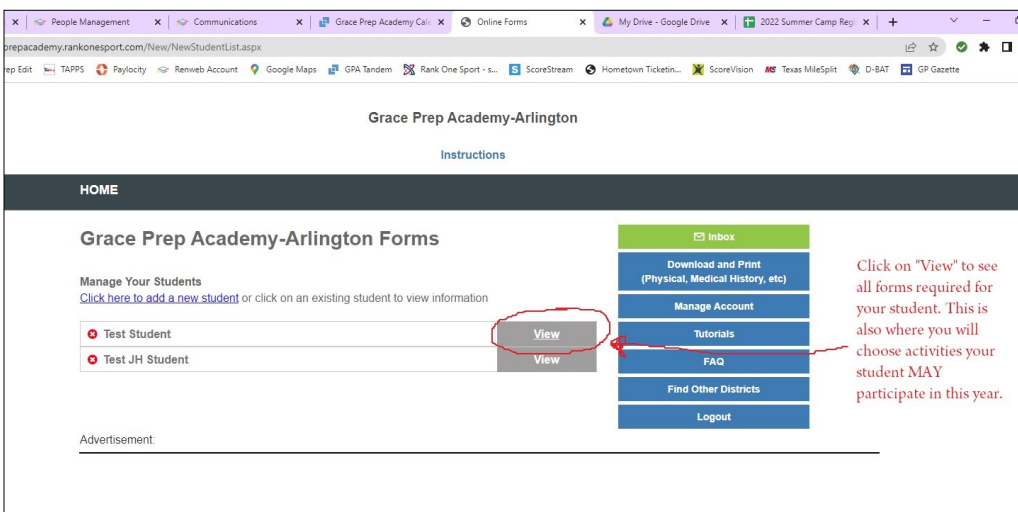 People Management
Communications
Grace Prep Academy Cale
Online Forms
My Drive - Google Drive
2022 Summer Camp Regi
prepacademy.rankonesport.com/New/NewStudentList.aspx
rep Edit TAPPS Paylocity Renweb Account Google Maps GPA Tandem Rank One Sport - s... ScoreStream Hometown Ticketin... ScoreVision Texas MileSplit D-BAT GP Gazette
Grace Prep Academy-Arlington
Instructions
HOME
Grace Prep Academy-Arlington Forms
Manage Your Students
Click here to add a new student or click on an existing student to view information
Test Student View
Test JH Student View
Inbox
Download and Print
(Physical, Medical History, etc)
Manage Account
Tutorials
FAQ
Find Other Districts
Logout
Click on "View" to see
all forms required for
your student. This is
also where you will
choose activities your
student MAY
participate in this year.
Advertisement: